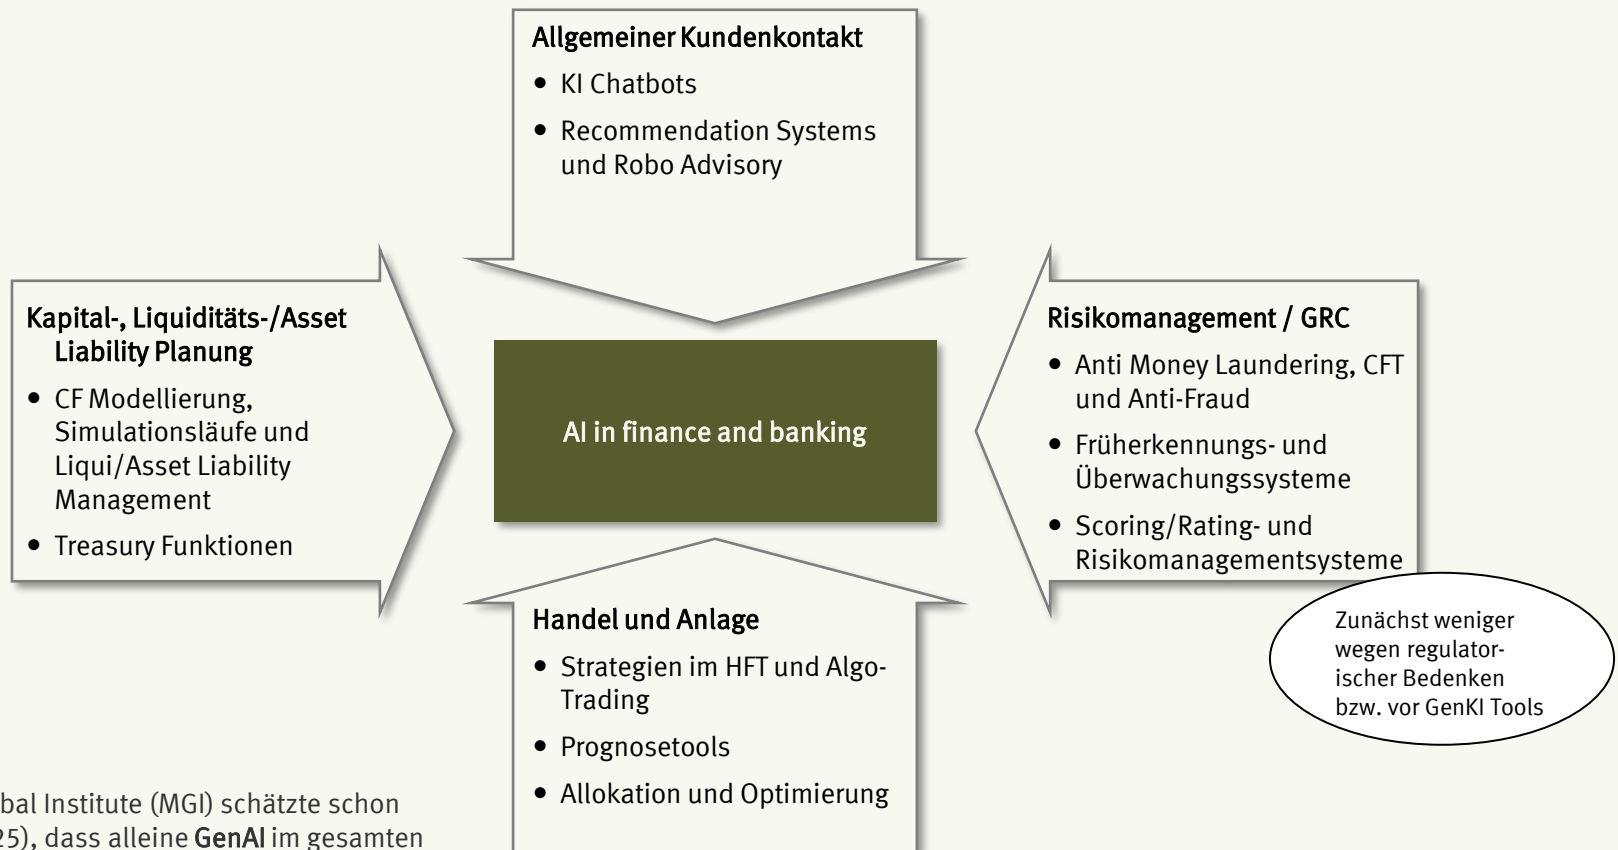 Allgemeiner Kundenkontakt
• KI Chatbots
• Recommendation Systems
und Robo Advisory
Kapital-, Liquiditäts-/Asset
Liability Planung
• CF Modellierung,
Simulationsläufe und
Liqui/Asset Liability
Management
• Treasury Funktionen
AI in finance and banking
Risikomanagement / GRC
• Anti Money Laundering, CFT
und Anti-Fraud
• Früherkennungs- und
Überwachungssysteme
• Scoring/Rating- und
Risikomanagementsysteme
Zunächst weniger
wegen regulator-
ischer Bedenken
bzw. vor GenKI Tools
Handel und Anlage
• Strategien im HFT und Algo-
Trading
• Prognosetools
• Allokation und Optimierung
bal Institute (MGI) schätzte schon
25), dass alleine GenAI im gesamten